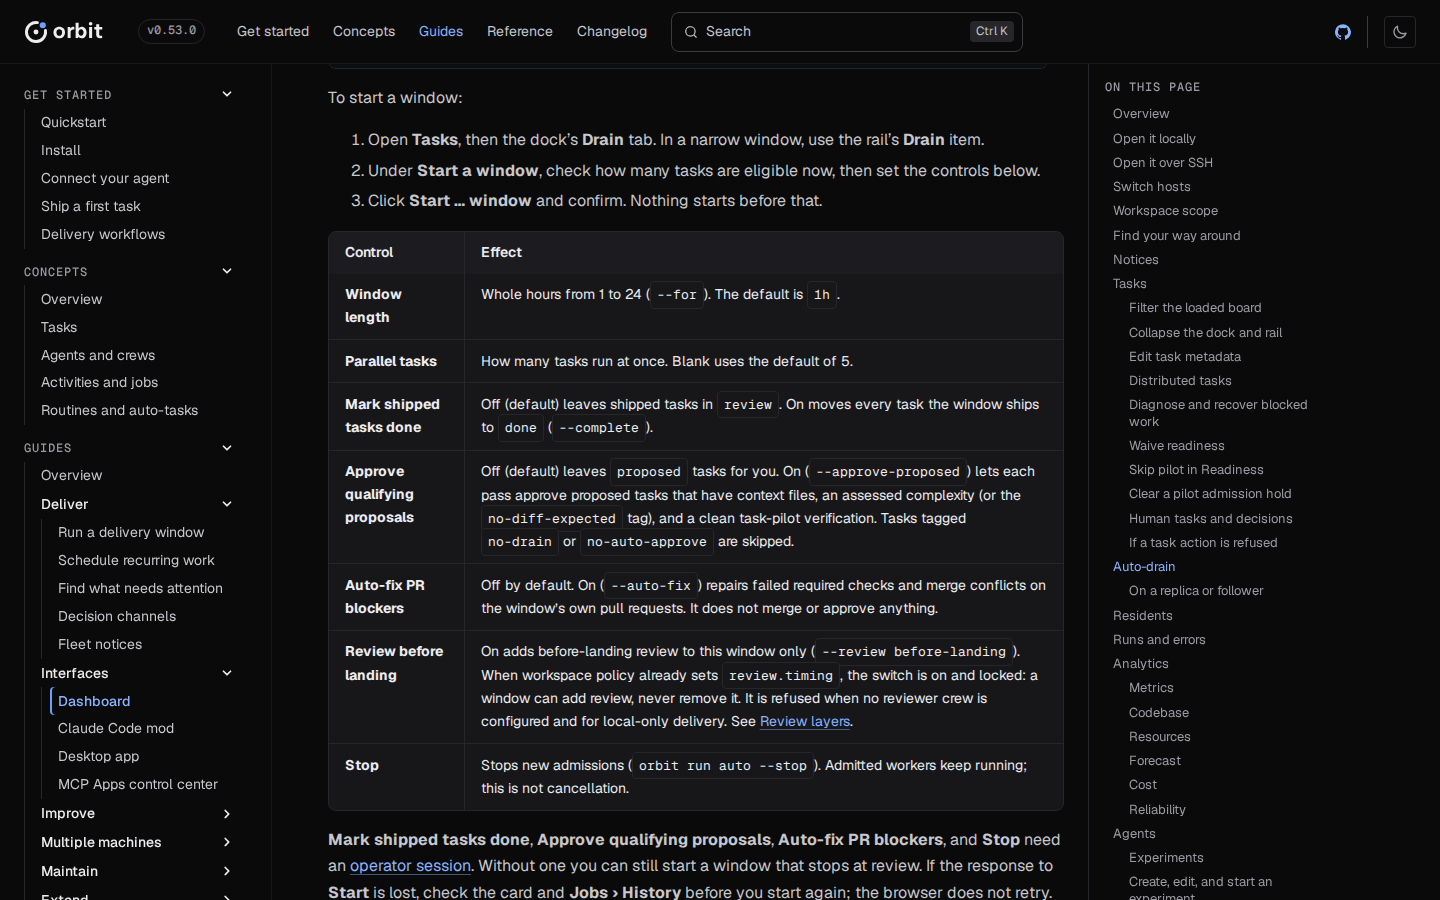 orbit
v0.53.0
Get started
Concepts
Guides
Reference
Changelog
Search
Ctrl K
GET STARTED
Quickstart
Install
Connect your agent
Ship a first task
Delivery workflows
CONCEPTS
Overview
Tasks
Agents and crews
Activities and jobs
Routines and auto-tasks
GUIDES
Overview
Deliver
Run a delivery window
Schedule recurring work
Find what needs attention
Decision channels
Fleet notices
Interfaces
Dashboard
Claude Code mod
Desktop app
MCP Apps control center
Improve
Multiple machines
Maintain
Extend
To start a window:
1. Open Tasks, then the dock’s Drain tab. In a narrow window, use the rail’s Drain item.
2. Under Start a window, check how many tasks are eligible now, then set the controls below.
3. Click Start … window and confirm. Nothing starts before that.
Control
Effect
Window
length
Whole hours from 1 to 24 ( --for ). The default is 1h .
Parallel tasks
How many tasks run at once. Blank uses the default of 5.
Mark shipped
tasks done
Off (default) leaves shipped tasks in review . On moves every task the window ships
to done ( --complete ).
Approve
qualifying
proposals
Off (default) leaves proposed tasks for you. On ( --approve-proposed ) lets each
pass approve proposed tasks that have context files, an assessed complexity (or the
no-diff-expected tag), and a clean task-pilot verification. Tasks tagged
no-drain or no-auto-approve are skipped.
Auto-fix PR
blockers
Off by default. On ( --auto-fix ) repairs failed required checks and merge conflicts on
the window’s own pull requests. It does not merge or approve anything.
Review before
landing
On adds before-landing review to this window only ( --review before-landing ).
When workspace policy already sets review.timing , the switch is on and locked: a
window can add review, never remove it. It is refused when no reviewer crew is
configured and for local-only delivery. See Review layers.
Stop
Stops new admissions ( orbit run auto --stop ). Admitted workers keep running;
this is not cancellation.
Mark shipped tasks done, Approve qualifying proposals, Auto-fix PR blockers, and Stop need
an operator session. Without one you can still start a window that stops at review. If the response to
Start is lost, check the card and Jobs › History before you start again; the browser does not retry.
ON THIS PAGE
Overview
Open it locally
Open it over SSH
Switch hosts
Workspace scope
Find your way around
Notices
Tasks
Filter the loaded board
Collapse the dock and rail
Edit task metadata
Distributed tasks
Diagnose and recover blocked
work
Waive readiness
Skip pilot in Readiness
Clear a pilot admission hold
Human tasks and decisions
If a task action is refused
Auto-drain
On a replica or follower
Residents
Runs and errors
Analytics
Metrics
Codebase
Resources
Forecast
Cost
Reliability
Agents
Experiments
Create, edit, and start an
experiment